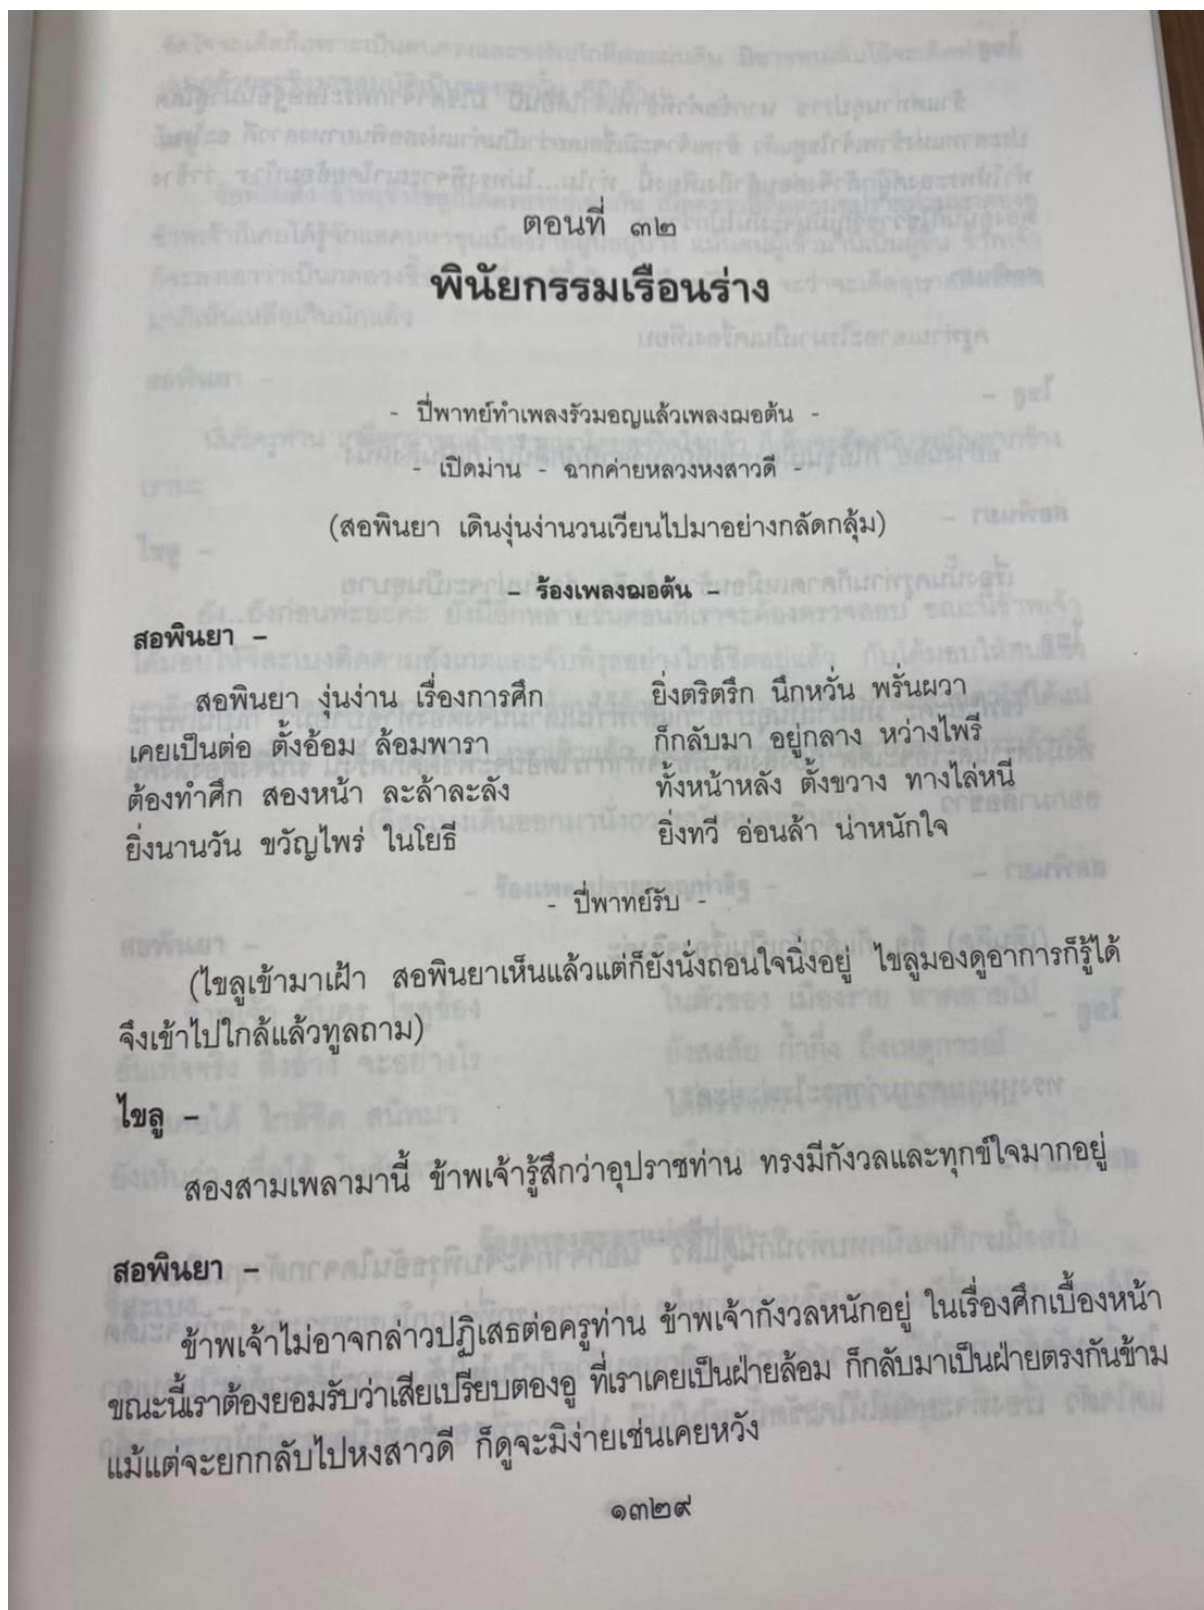 ตอนที่ ๓๒
พินัยกรรมเรือนร่าง
- ปี่พาทย์ทำเพลงรัวมอญแล้วเพลงฌอต้น -
- เปิดม่าน - ฉากค่ายหลวงหงสาวดี -
(สอพินยา เดินงุ่นง่านวนเวียนไปมาอย่างกลัดกลุ้ม)
- ร้องเพลงฌอต้น -
สอพินยา -
สอพินยา งุ่นง่าน เรื่องการศึก ยิ่งตริตรึก นึกหวั่น พรั่นผวา
เคยเป็นต่อ ตั้งอ้อม ล้อมพารา ก็กลับมา อยู่กลาง หว่างไพรี
ต้องทำศึก สองหน้า ละล้าละลัง ทั้งหน้าหลัง ตั้งขวาง ทางไล่หนี
ยิ่งนานวัน ขวัญไพร่ ในโยธี ยิ่งทวี อ่อนล้า น่าหนักใจ
- ปี่พาทย์รับ -
(ไขลูเข้ามาเฝ้า สอพินยาเห็นแล้วแต่ก็ยังนั่งถอนใจนิ่งอยู่ ไขลูมองดูอาการก็รู้ได้
จึงเข้าไปใกล้แล้วทูลถาม)
ไขลู -
สองสามเพลามานี้ ข้าพเจ้ารู้สึกว่าอุปราชท่าน ทรงมีกังวลและทุกข์ใจมากอยู่
สอพินยา -
ข้าพเจ้าไม่อาจกล่าวปฏิเสธต่อครูท่าน ข้าพเจ้ากังวลหนักอยู่ ในเรื่องศึกเบื้องหน้า
ขณะนี้เราต้องยอมรับว่าเสียเปรียบตองอู ที่เราเคยเป็นฝ่ายล้อม ก็กลับมาเป็นฝ่ายตรงกันข้าม
แม้แต่จะยกกลับไปหงสาวดี ก็ดูจะมิง่ายเช่นเคยหวัง
๑๓๒๙